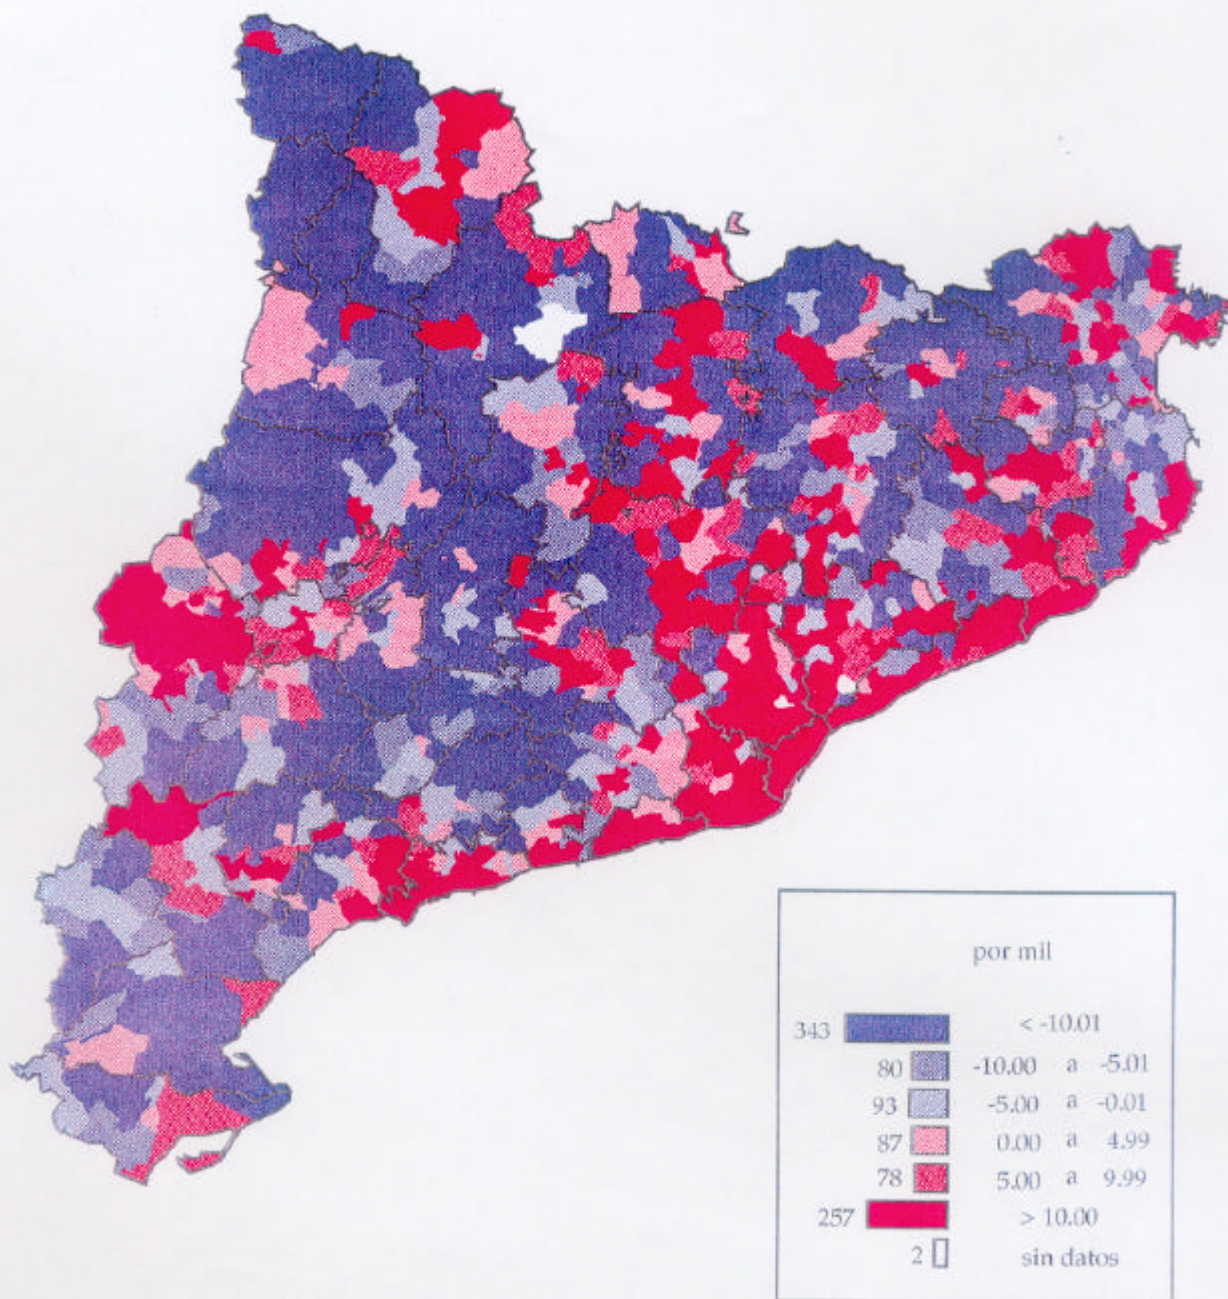 por mil
343 < -10.01
80 -10.00 a -5.01
93 -5.00 a -0.01
87 0.00 a 4.99
78 5.00 a 9.99
257 > 10.00
2 sin datos